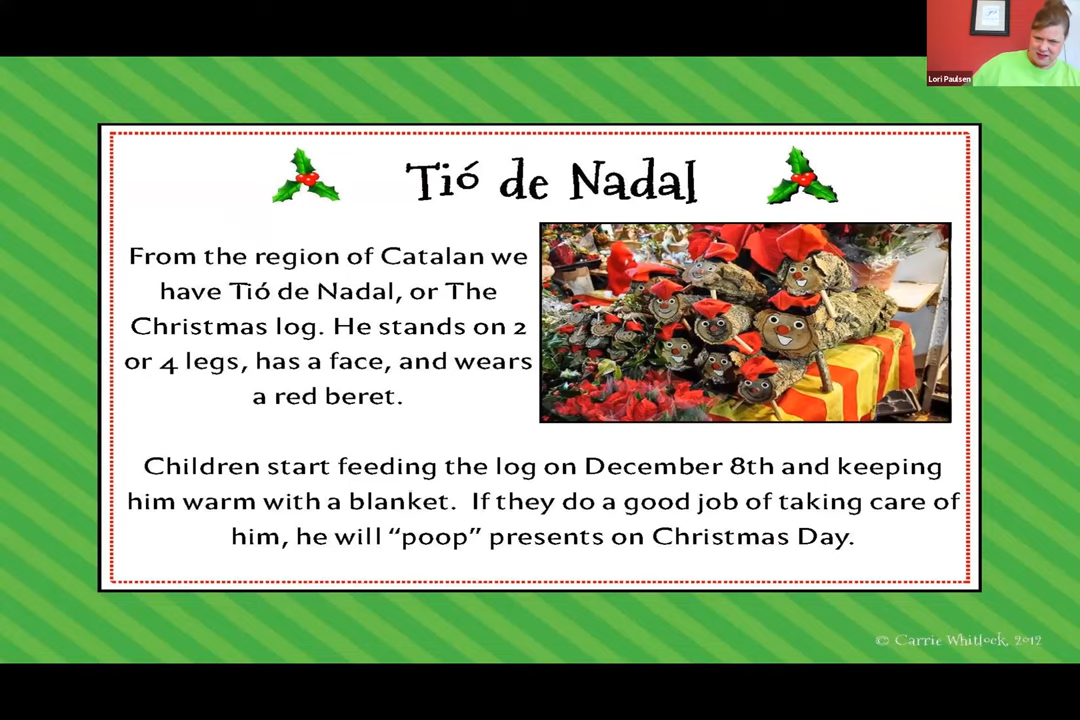 Lori Paulsen
Tió de Nadal
From the region of Catalan we
have Tió de Nadal, or The
Christmas log. He stands on 2
or 4 legs, has a face, and wears
a red beret.
Children start feeding the log on December 8th and keeping
him warm with a blanket. If they do a good job of taking care of
him, he will “poop” presents on Christmas Day.
© Carrie Whitlock, 2012